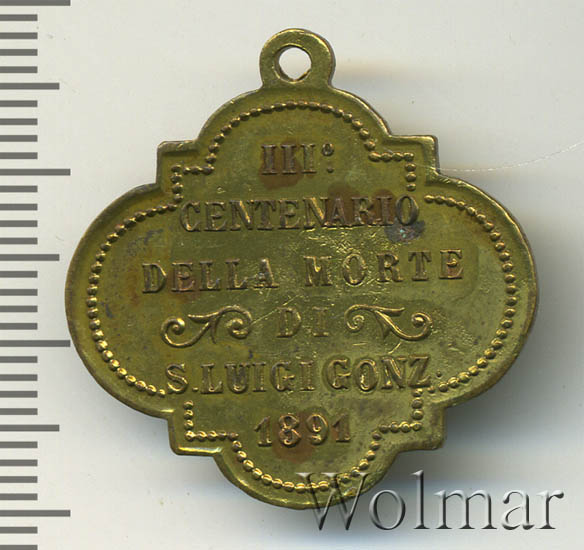 III°.
CENTENARIO
DELLA MORTE
DI
S. LUIGI GONZ.
1891
Wolmar